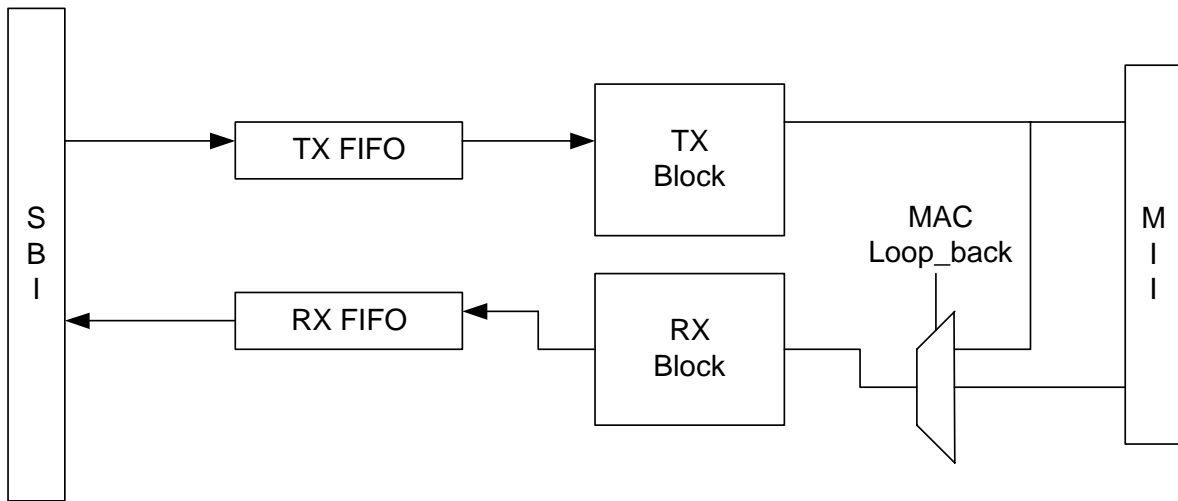 S
B
I
TX FIFO
TX
Block
MAC
Loop_back
M
I
I
RX FIFO
RX
Block